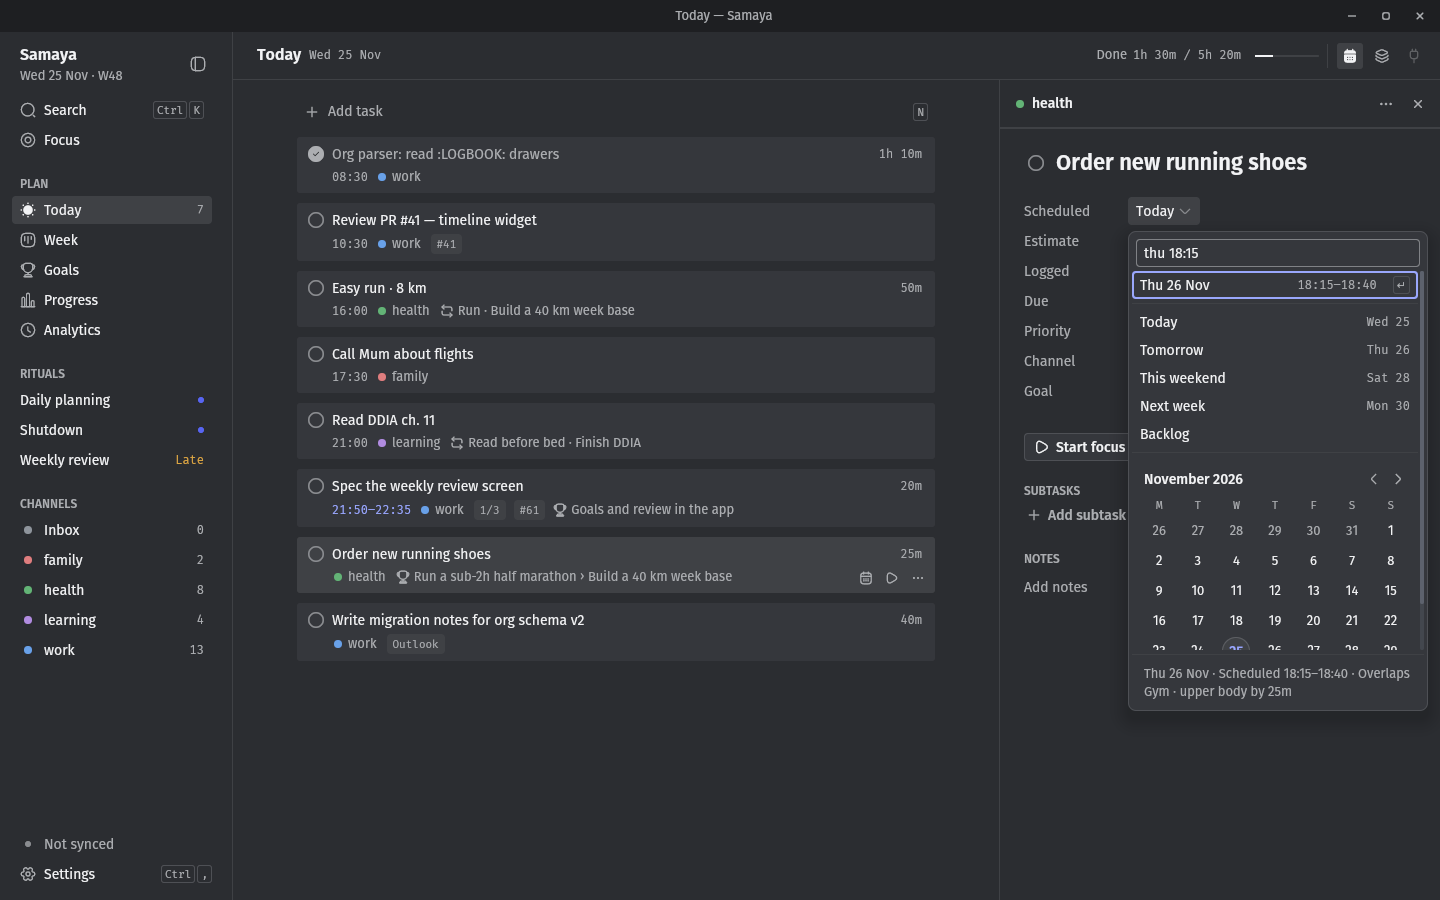 Today — Samaya
Samaya
Wed 25 Nov · W48
Search Ctrl K
Focus
PLAN
Today 7
Week
Goals
Progress
Analytics
RITUALS
Daily planning
Shutdown
Weekly review Late
CHANNELS
Inbox 0
family 2
health 8
learning 4
work 13
Not synced
Settings Ctrl ,
Today Wed 25 Nov
Done 1h 30m / 5h 20m
Add task N
Org parser: read :LOGBOOK: drawers 1h 10m
08:30 work
Review PR #41 — timeline widget
10:30 work #41
Easy run · 8 km 50m
16:00 health Run · Build a 40 km week base
Call Mum about flights
17:30 family
Read DDIA ch. 11
21:00 learning Read before bed · Finish DDIA
Spec the weekly review screen 20m
21:50–22:35 work 1/3 #61 Goals and review in the app
Order new running shoes 25m
health Run a sub-2h half marathon › Build a 40 km week base
Write migration notes for org schema v2 40m
work Outlook
health
Order new running shoes
Scheduled Today
Estimate
Logged
Due
Priority
Channel
Goal
Start focus
SUBTASKS
Add subtask
NOTES
Add notes
thu 18:15
Thu 26 Nov 18:15–18:40 ↵
Today Wed 25
Tomorrow Thu 26
This weekend Sat 28
Next week Mon 30
Backlog
November 2026
M T W T F S S
26 27 28 29 30 31 1
2 3 4 5 6 7 8
9 10 11 12 13 14 15
16 17 18 19 20 21 22
23 24 25 26 27 28 29
Thu 26 Nov · Scheduled 18:15–18:40 · Overlaps
Gym · upper body by 25m